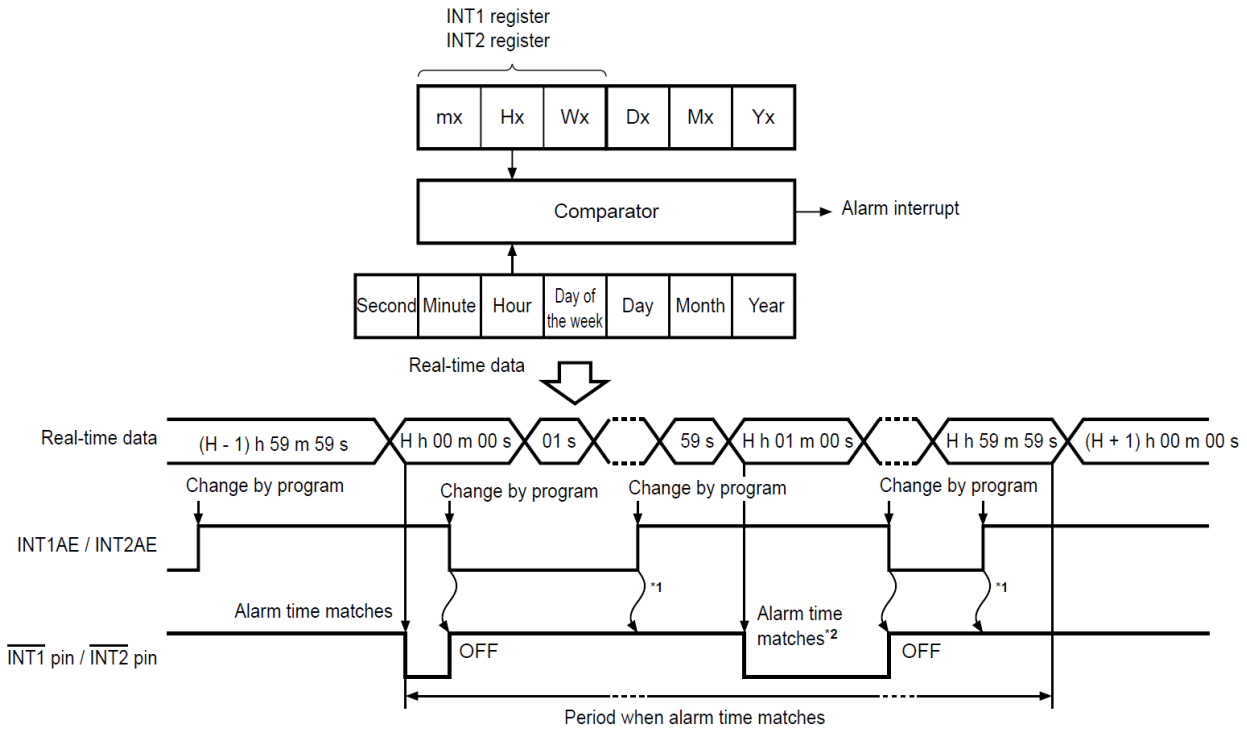 INT1 register
INT2 register
mx Hx Wx Dx Mx Yx
Comparator
Alarm interrupt
Second Minute Hour Day of the week Day Month Year
Real-time data
Real-time data
(H - 1) h 59 m 59 s
H h 00 m 00 s
01 s
59 s
H h 01 m 00 s
H h 59 m 59 s
(H + 1) h 00 m 00 s
Change by program
Change by program
Change by program
Change by program
INT1AE / INT2AE
*1
*1
Alarm time matches
Alarm time
matches*2
INT1 pin / INT2 pin
OFF
OFF
Period when alarm time matches